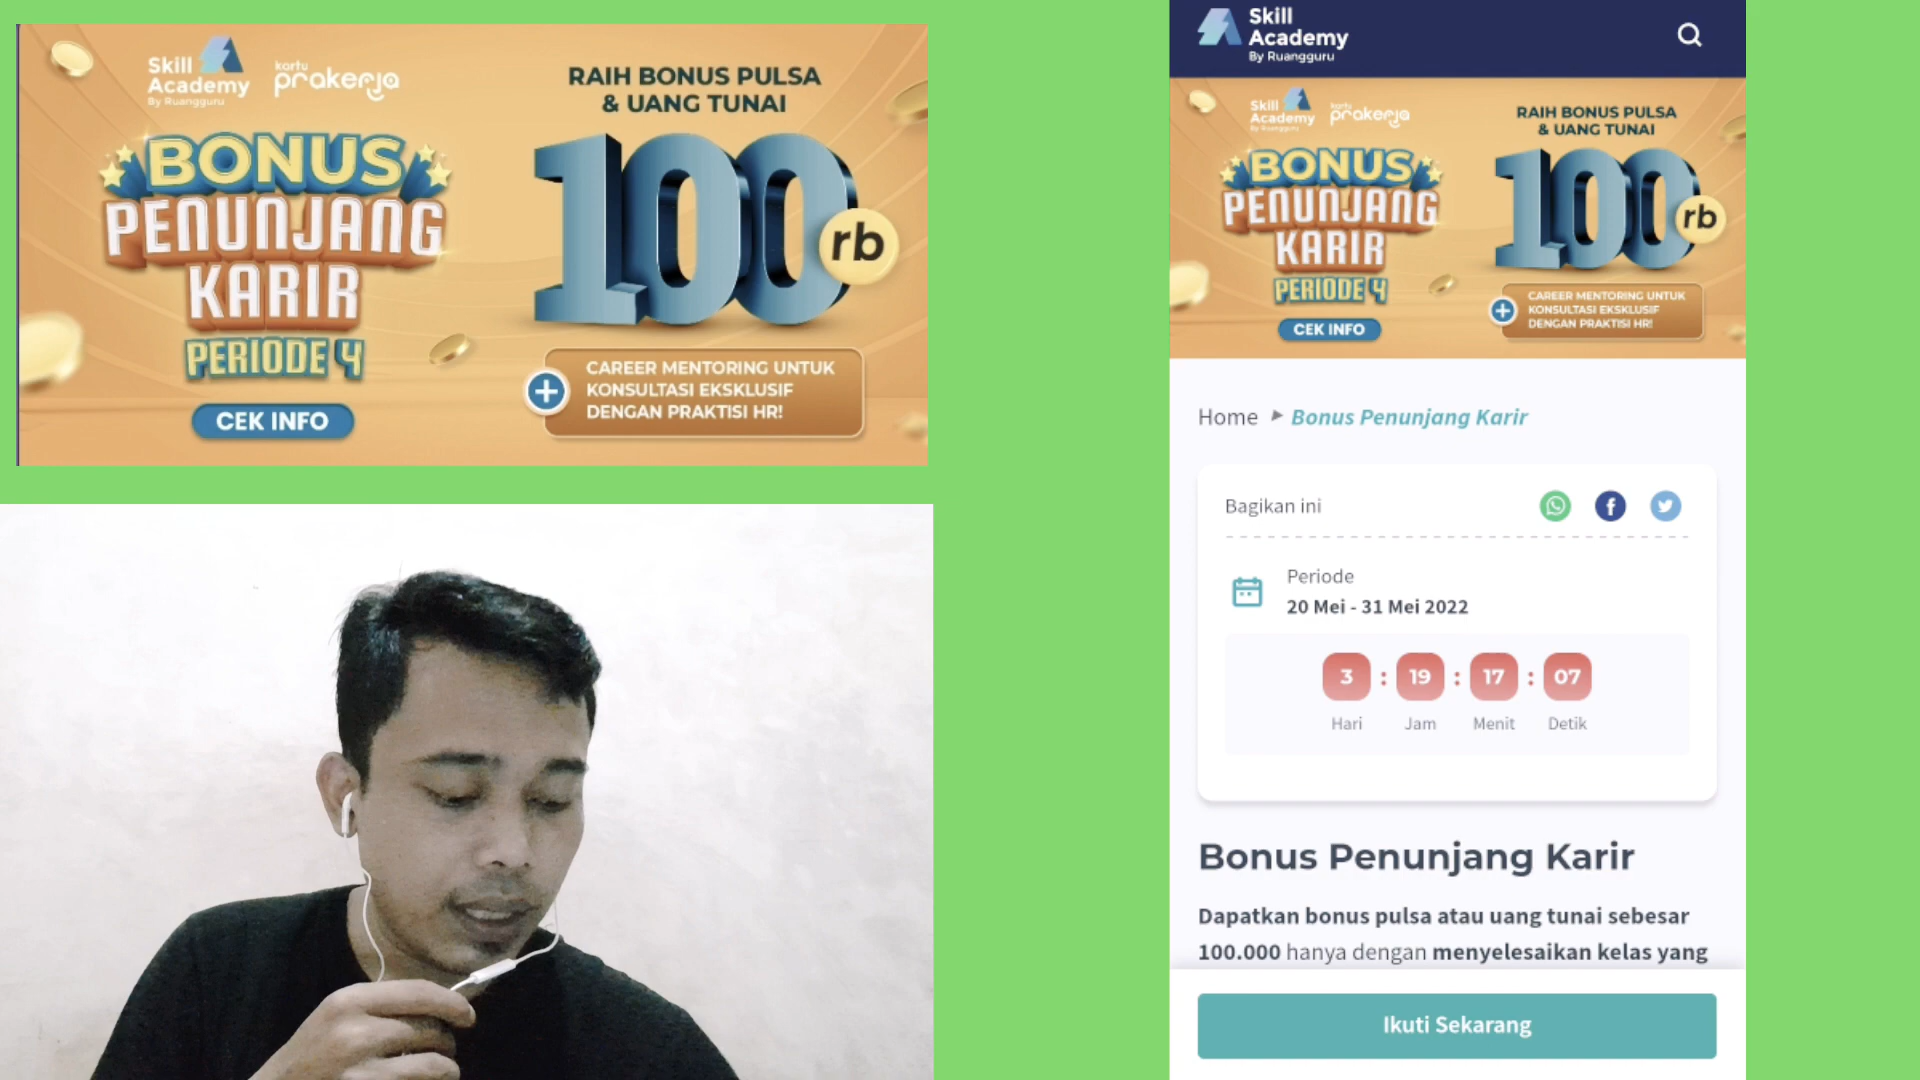 Skill
Academy
By Ruangguru
kartu
prakerja
BONUS
PENUNJANG
KARIR
PERIODE 4
CEK INFO
RAIH BONUS PULSA
& UANG TUNAI
100
rb
CAREER MENTORING UNTUK
KONSULTASI EKSKLUSIF
DENGAN PRAKTISI HR!
Skill
Academy
By Ruangguru
Skill
Academy
By Ruangguru
kartu
prakerja
BONUS
PENUNJANG
KARIR
PERIODE 4
CEK INFO
RAIH BONUS PULSA
& UANG TUNAI
100
rb
CAREER MENTORING UNTUK
KONSULTASI EKSKLUSIF
DENGAN PRAKTISI HR!
Home ▸ Bonus Penunjang Karir
Bagikan ini
Periode
20 Mei - 31 Mei 2022
3 : 19 : 17 : 07
Hari Jam Menit Detik
Bonus Penunjang Karir
Dapatkan bonus pulsa atau uang tunai sebesar
100.000 hanya dengan menyelesaikan kelas yang
Ikuti Sekarang